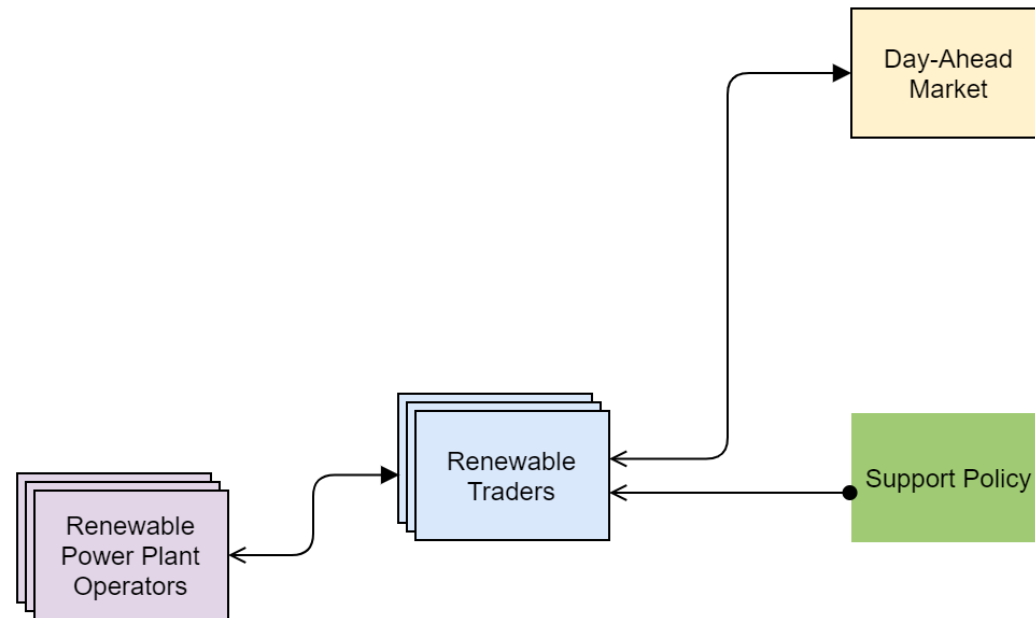 Day-Ahead
Market
Renewable
Traders
Support Policy
Renewable
Power Plant
Operators